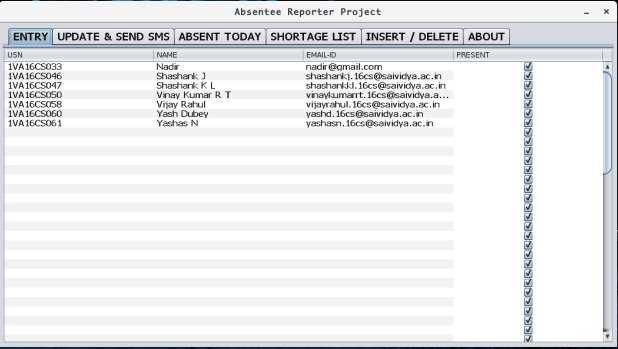 Absentee Reporter Project
ENTRY UPDATE & SEND SMS ABSENT TODAY SHORTAGE LIST INSERT / DELETE ABOUT
USN NAME EMAIL-ID PRESENT
1VA16CS033 Nadir nadir@gmail.com
1VA16CS046 Shashank J shashankj.16cs@saividya.ac.in
1VA16CS047 Shashank K L shashankkl.16cs@saividya.ac.in
1VA16CS050 Vinay Kumar R T vinaykumarrt.16cs@saividya.a...
1VA16CS058 Vijay Rahul vijayrahul.16cs@saividya.ac.in
1VA16CS060 Yash Dubey yashd.16cs@saividya.ac.in
1VA16CS061 Yashas N yashasn.16cs@saividya.ac.in